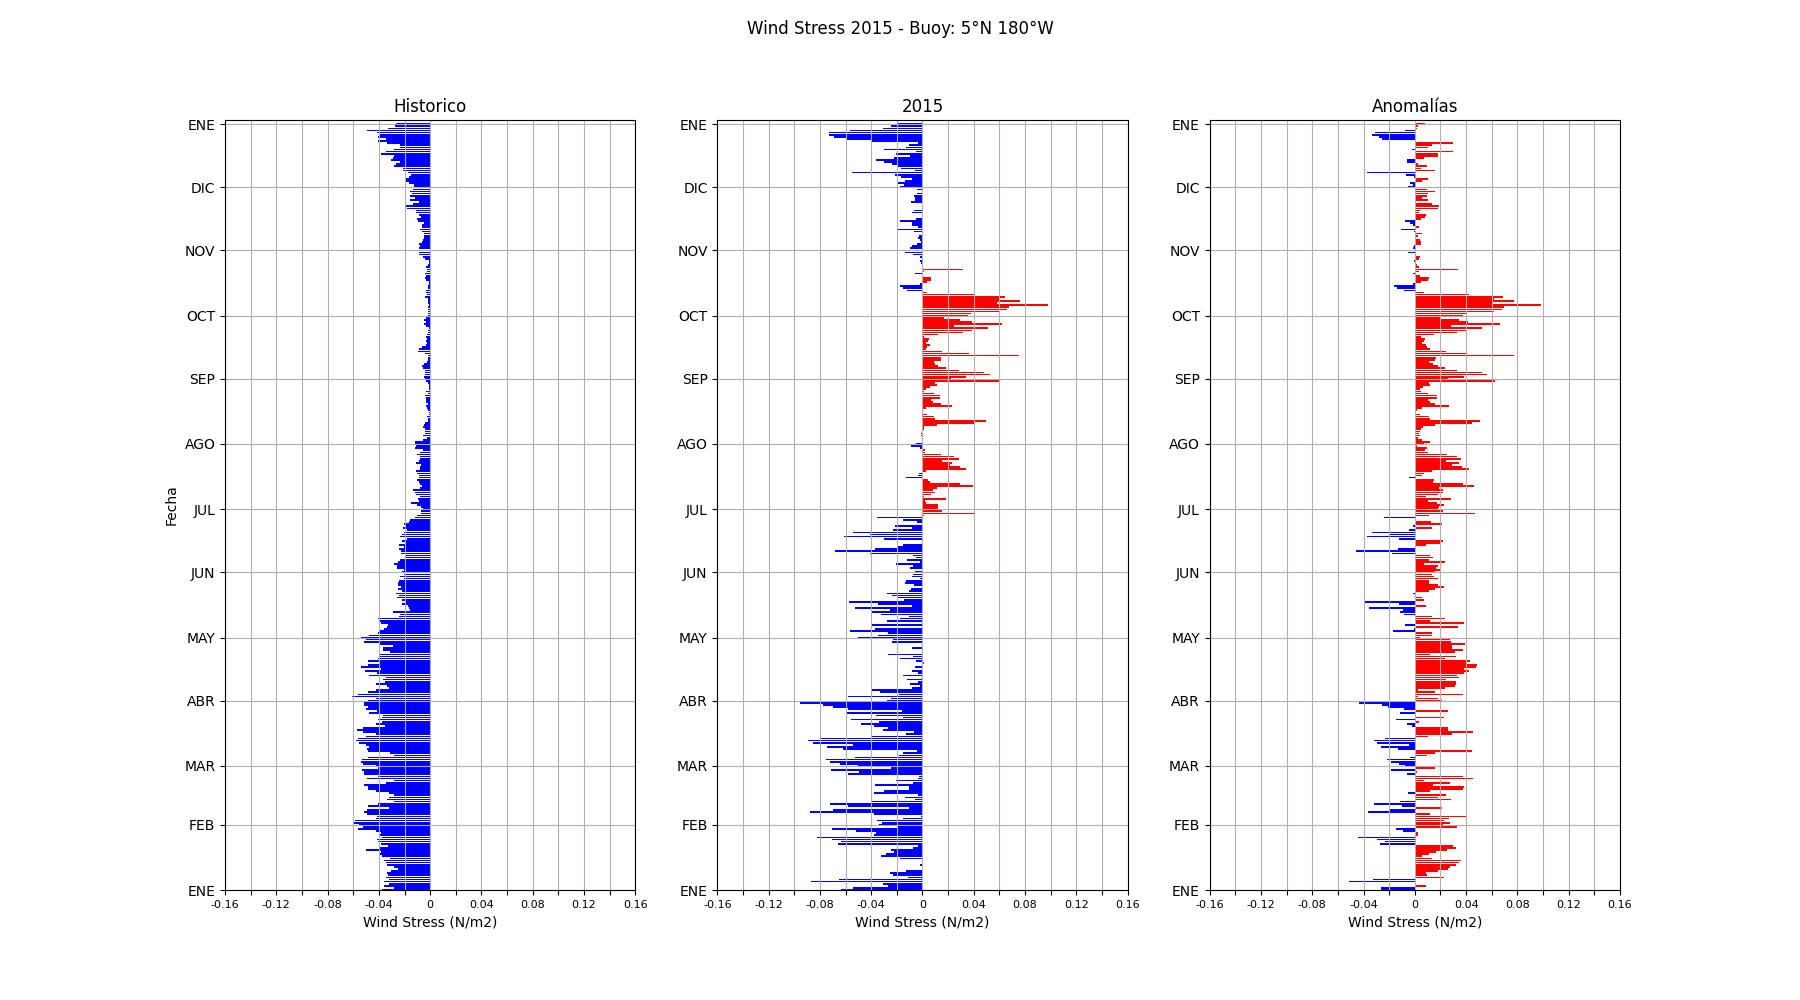 Wind Stress 2015 - Buoy: 5°N 180°W
Historico
ENE
DIC
NOV
OCT
SEP
AGO
JUL
JUN
MAY
ABR
MAR
FEB
ENE
Fecha
-0.16 -0.12 -0.08 -0.04 0 0.04 0.08 0.12 0.16
Wind Stress (N/m2)
2015
ENE
DIC
NOV
OCT
SEP
AGO
JUL
JUN
MAY
ABR
MAR
FEB
ENE
-0.16 -0.12 -0.08 -0.04 0 0.04 0.08 0.12 0.16
Wind Stress (N/m2)
Anomalías
ENE
DIC
NOV
OCT
SEP
AGO
JUL
JUN
MAY
ABR
MAR
FEB
ENE
-0.16 -0.12 -0.08 -0.04 0 0.04 0.08 0.12 0.16
Wind Stress (N/m2)